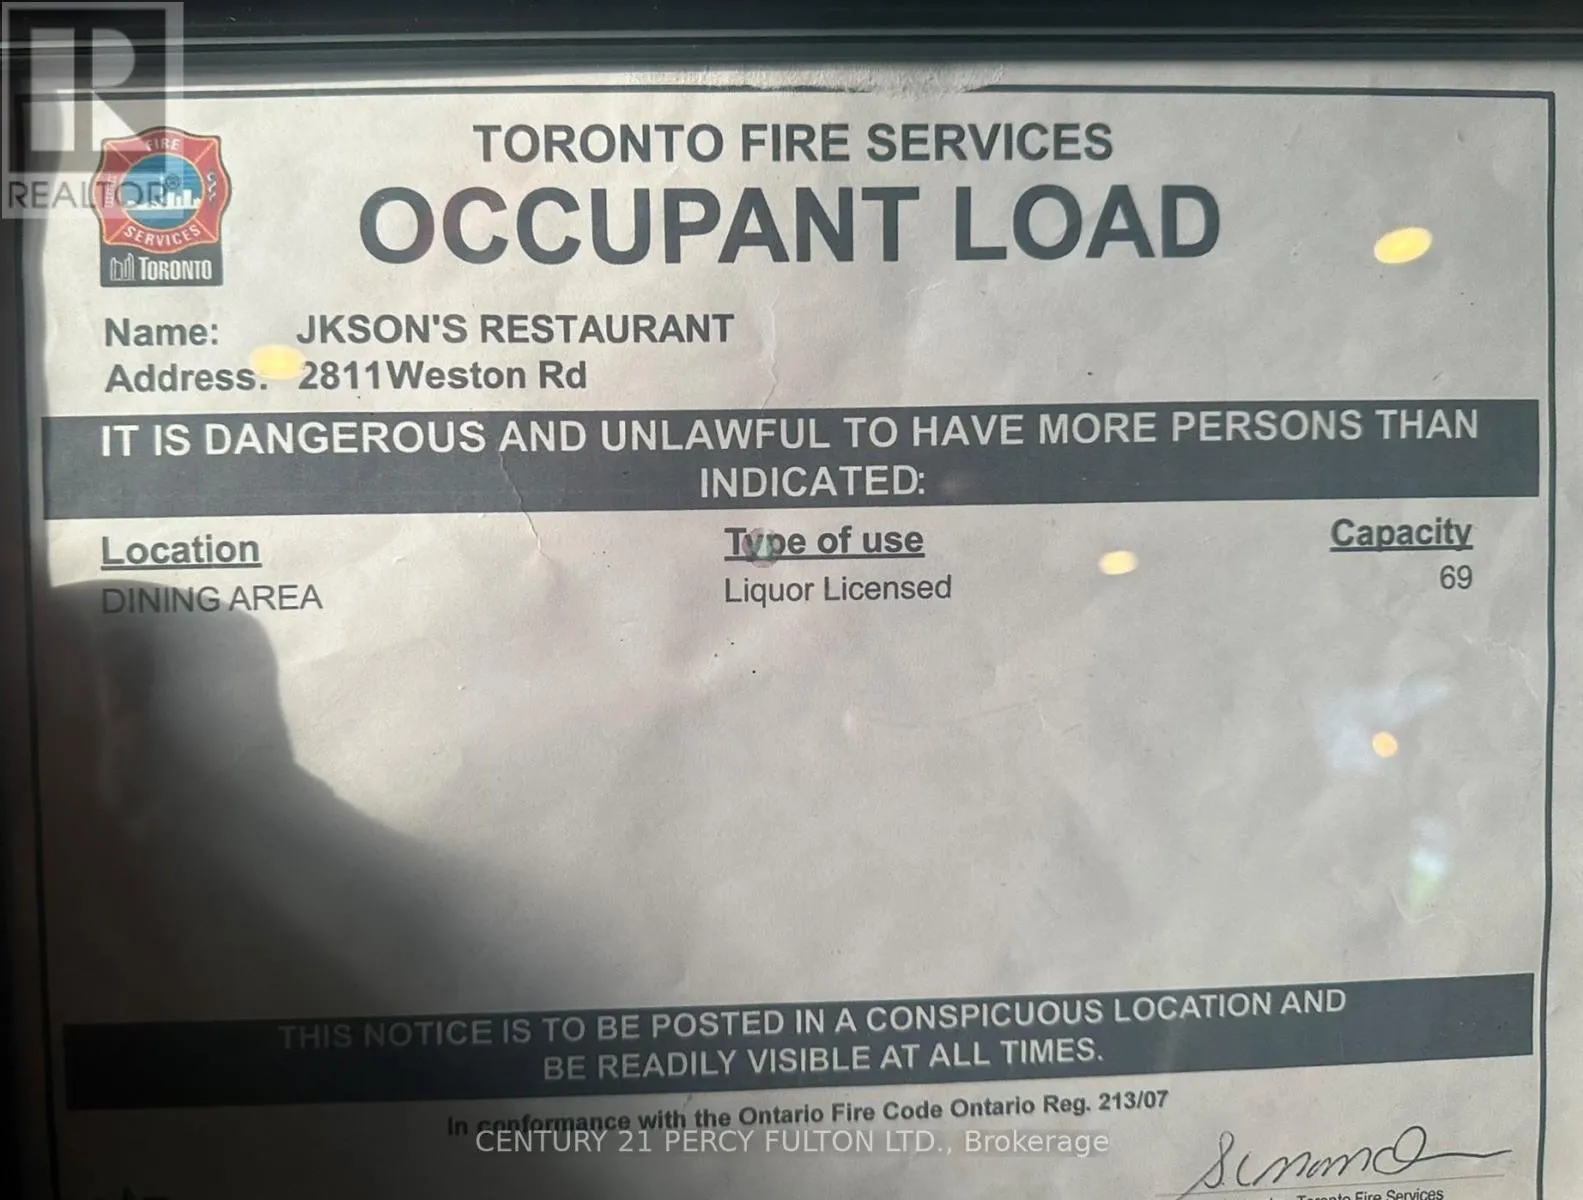 REALTOR®
FIRE
SERVICES
TORONTO
TORONTO FIRE SERVICES
OCCUPANT LOAD
Name: JKSON'S RESTAURANT
Address: 2811Weston Rd
IT IS DANGEROUS AND UNLAWFUL TO HAVE MORE PERSONS THAN
INDICATED:
Location Type of use Capacity
DINING AREA Liquor Licensed 69
THIS NOTICE IS TO BE POSTED IN A CONSPICUOUS LOCATION AND
BE READILY VISIBLE AT ALL TIMES.
In conformance with the Ontario Fire Code Ontario Reg. 213/07
CENTURY 21 PERCY FULTON LTD., Brokerage
Toronto Fire Services